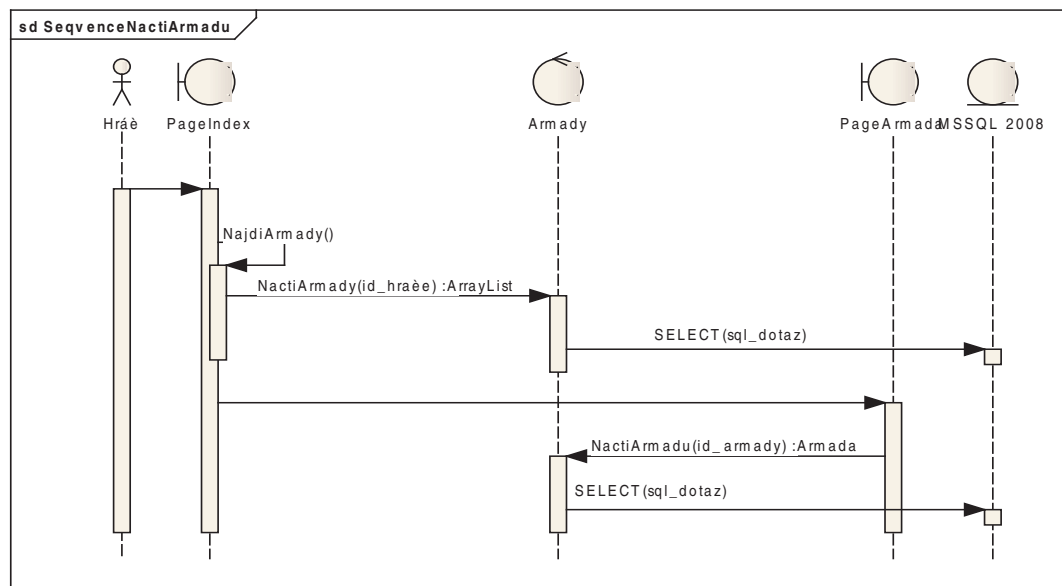 sd SeqvenceNactiArmadu
Hráè
PageIndex
Armady
PageArmada
MSSQL 2008
NajdiArmady()
NactiArmady(id_hraèe) :ArrayList
SELECT(sql_dotaz)
NactiArmadu(id_armady) :Armada
SELECT(sql_dotaz)